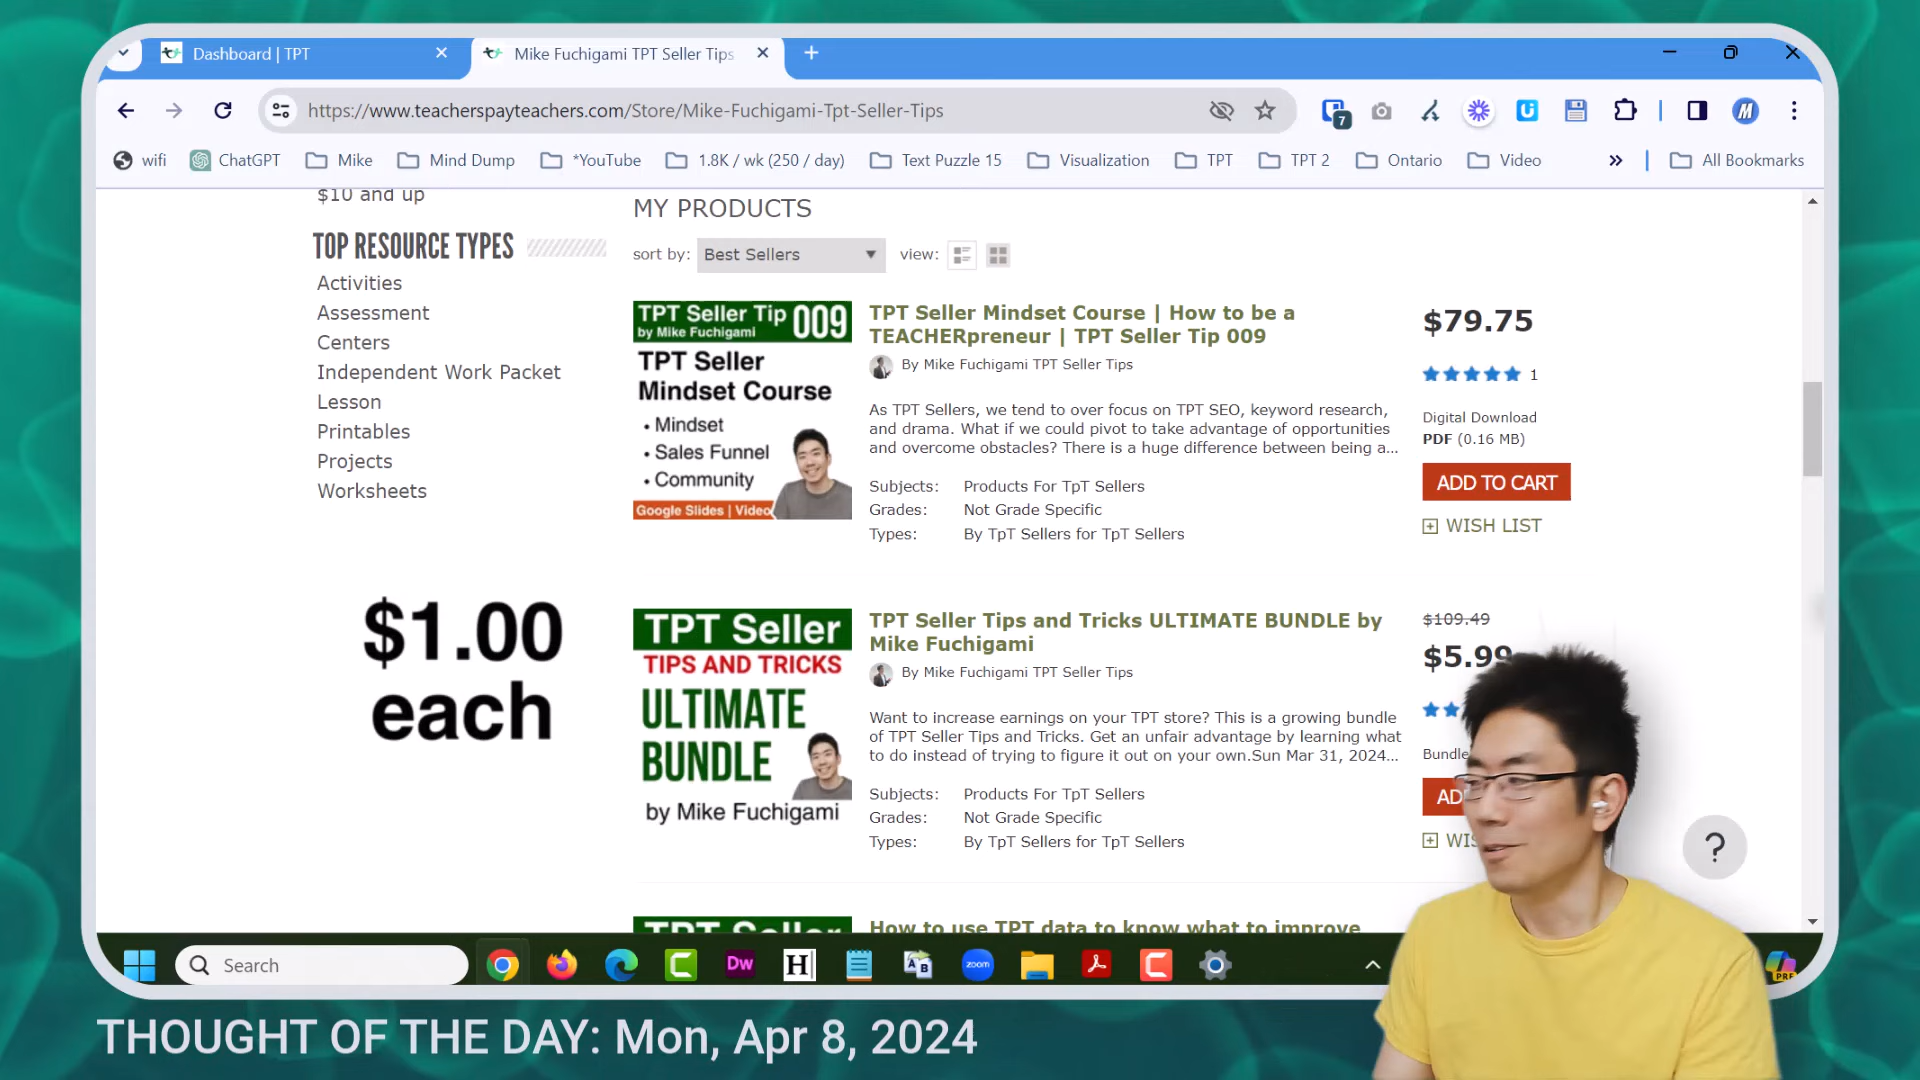 Dashboard | TPT
Mike Fuchigami TPT Seller Tips
https://www.teacherspayteachers.com/Store/Mike-Fuchigami-Tpt-Seller-Tips
7
M
wifi
ChatGPT
Mike
Mind Dump
*YouTube
1.8K / wk (250 / day)
Text Puzzle 15
Visualization
TPT
TPT 2
Ontario
Video
All Bookmarks
$10 and up
TOP RESOURCE TYPES
Activities
Assessment
Centers
Independent Work Packet
Lesson
Printables
Projects
Worksheets
$1.00
each
MY PRODUCTS
sort by: Best Sellers view:
TPT Seller Tip 009
by Mike Fuchigami
TPT Seller
Mindset Course
• Mindset
• Sales Funnel
• Community
Google Slides | Video
TPT Seller Mindset Course | How to be a
TEACHERpreneur | TPT Seller Tip 009
By Mike Fuchigami TPT Seller Tips
As TPT Sellers, we tend to over focus on TPT SEO, keyword research,
and drama. What if we could pivot to take advantage of opportunities
and overcome obstacles? There is a huge difference between being a...
Subjects: Products For TpT Sellers
Grades: Not Grade Specific
Types: By TpT Sellers for TpT Sellers
$79.75
1
Digital Download
PDF (0.16 MB)
ADD TO CART
WISH LIST
TPT Seller
TIPS AND TRICKS
ULTIMATE
BUNDLE
by Mike Fuchigami
TPT Seller Tips and Tricks ULTIMATE BUNDLE by
Mike Fuchigami
By Mike Fuchigami TPT Seller Tips
Want to increase earnings on your TPT store? This is a growing bundle
of TPT Seller Tips and Tricks. Get an unfair advantage by learning what
to do instead of trying to figure it out on your own.Sun Mar 31, 2024...
Subjects: Products For TpT Sellers
Grades: Not Grade Specific
Types: By TpT Sellers for TpT Sellers
$109.49
$5.99
Bundle
AD
WIS
?
TPT Seller
How to use TPT data to know what to improve
Search
Dw
H
A
B
zoom
PRE
THOUGHT OF THE DAY: Mon, Apr 8, 2024